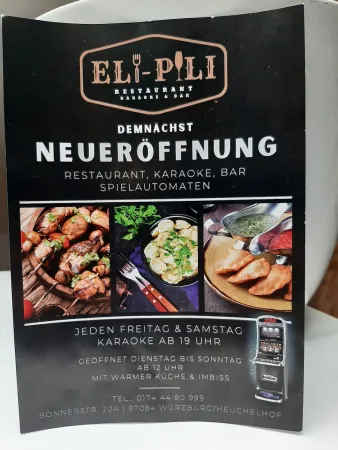 ELI-PILI
RESTAURANT
KARAOKE & BAR
DEMNÄCHST
NEUERÖFFNUNG
RESTAURANT, KARAOKE, BAR
SPIELAUTOMATEN
JEDEN FREITAG & SAMSTAG
KARAOKE AB 19 UHR
GEÖFFNET DIENSTAG BIS SONNTAG
AB 12 UHR
MIT WARMER KÜCHE & IMBISS
TEL. 0174 44 80 999
BONNERSTR. 20A | 97084 WÜRZBURG/HEUCHELHOF